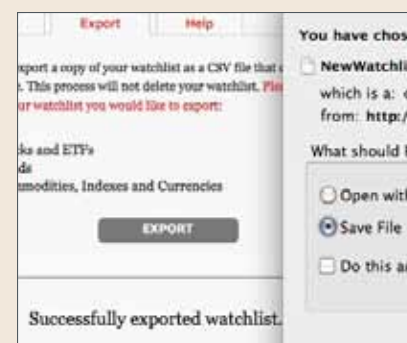 Export Help
export a copy of your watchlist as a CSV file that
. This process will not delete your watchlist.
ur watchlist you would like to export:
ks and ETFs
ds
mmodities, Indexes and Currencies
EXPORT
Successfully exported watchlist.
You have chos
NewWatchli
which is a:
from: http:/
What should
Open with
Save File
Do this a